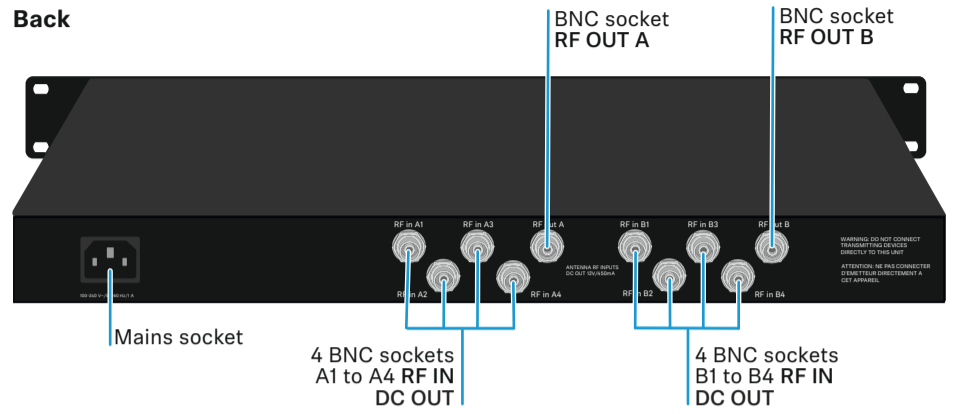 Back
BNC socket
RF OUT A
BNC socket
RF OUT B
RF in A1
RF in A3
RF out A
RF in B1
RF in B3
RF out B
ANTENNA RF INPUTS
DC OUT 12V/650mA
WARNING: DO NOT CONNECT
TRANSMITTING DEVICES
DIRECTLY TO THIS UNIT
ATTENTION: NE PAS CONNECTER
D'EMETTEUR DIRECTEMENT A
CET APPAREIL
RF in A2
RF in A4
RF in B2
RF in B4
Mains socket
4 BNC sockets
A1 to A4 RF IN
DC OUT
4 BNC sockets
B1 to B4 RF IN
DC OUT